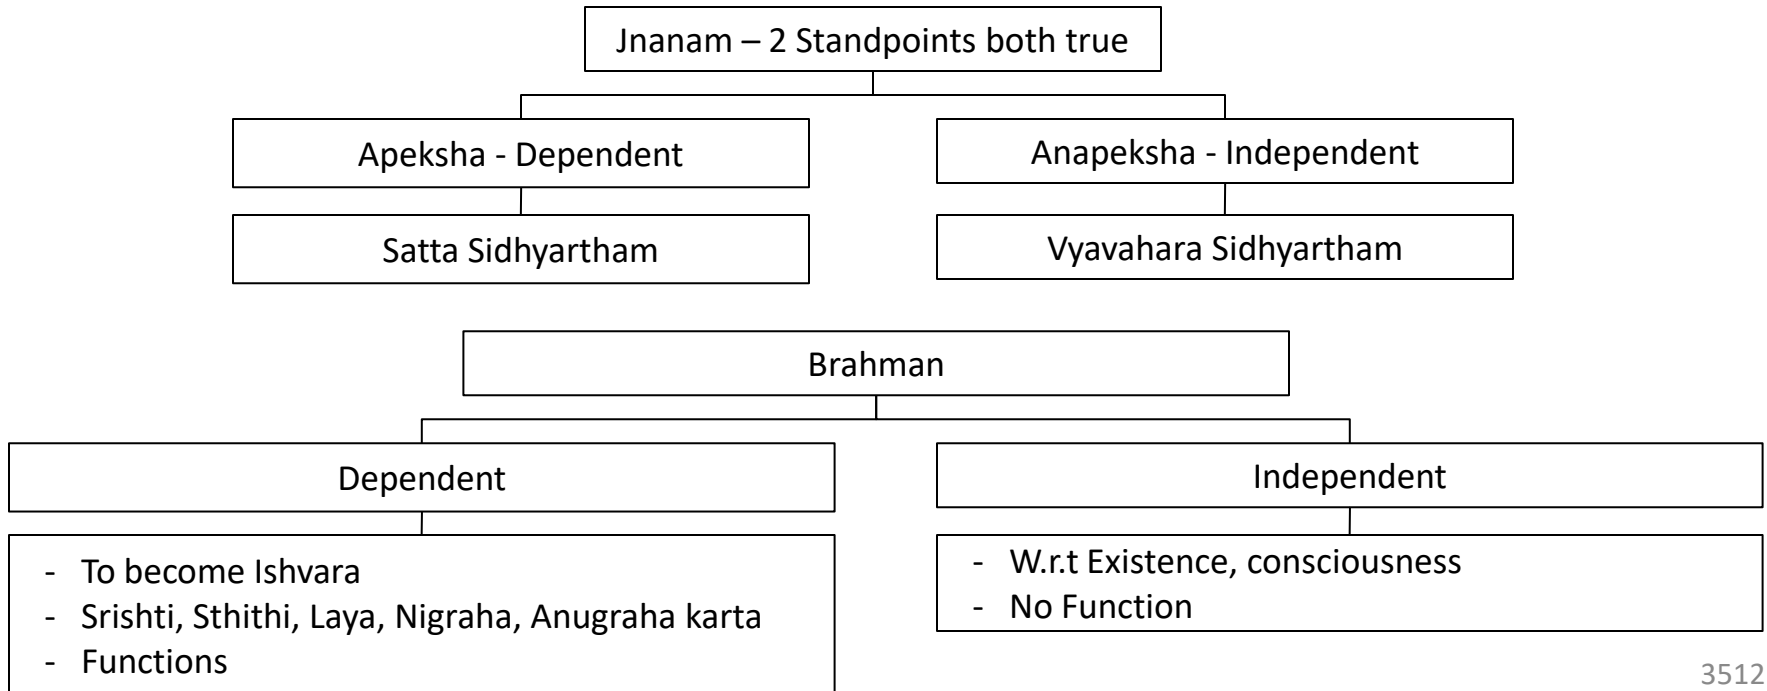 Jnanam – 2 Standpoints both true
Apeksha - Dependent
Anapeksha - Independent
Satta Sidhyartham
Vyavahara Sidhyartham
Brahman
Dependent
Independent
- To become Ishvara
- Srishti, Sthithi, Laya, Nigraha, Anugraha karta
- Functions
- W.r.t Existence, consciousness
- No Function
3512